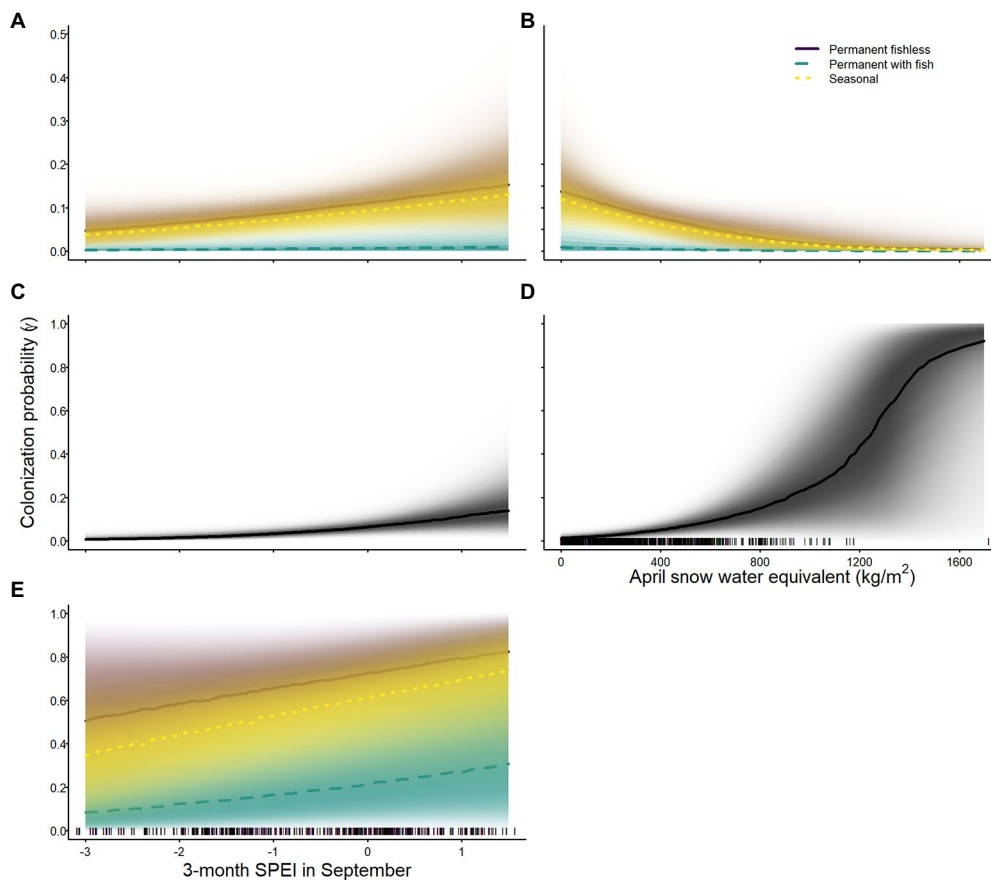 A
B
0.5
0.4
0.3
0.2
0.1
0.0
Permanent fishless
Permanent with fish
Seasonal
C
D
Colonization probability (γ)
1.0
0.8
0.6
0.4
0.2
0.0
0 400 800 1200 1600
April snow water equivalent (kg/m²)
E
1.0
0.8
0.6
0.4
0.2
0.0
-3 -2 -1 0 1
3-month SPEI in September